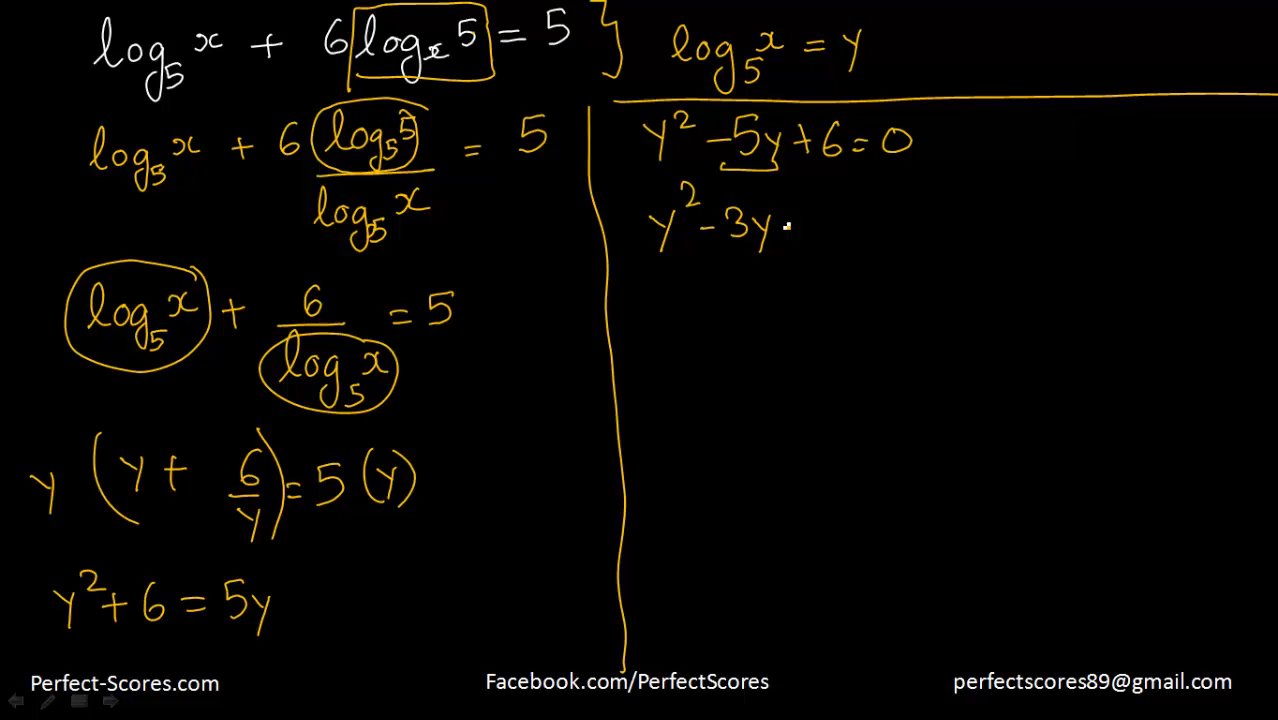 log₅ x + 6 logₓ 5 = 5 }
log₅ x + 6 log₅ 5 / log₅ x = 5
log₅ x + 6 / log₅ x = 5
y ( y + 6/y ) = 5 (y)
y² + 6 = 5y
log₅ x = y
y² - 5y + 6 = 0
y² - 3y
Perfect-Scores.com
Facebook.com/PerfectScores
perfectscores89@gmail.com